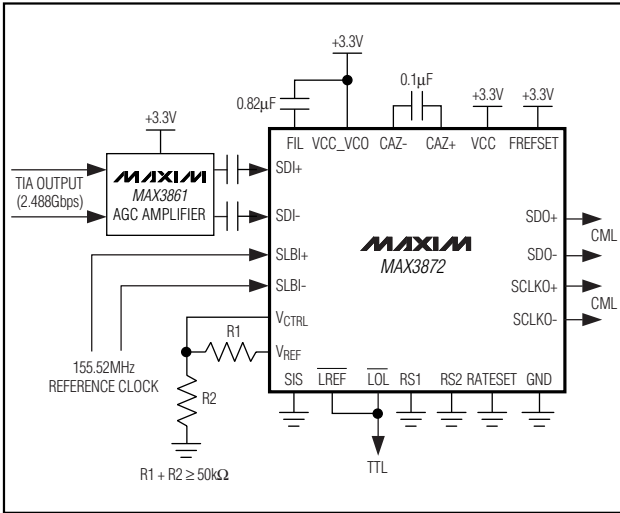 +3.3V
0.82μF
0.1μF
+3.3V
+3.3V
+3.3V
FIL VCC_VCO CAZ- CAZ+ VCC FREFSET
TIA OUTPUT
(2.488Gbps)
MAXIM
MAX3861
AGC AMPLIFIER
SDI+
SDI-
SLBI+
SLBI-
VCTRL
VREF
MAXIM
MAX3872
SDO+
SDO-
CML
SCLKO+
SCLKO-
CML
155.52MHz
REFERENCE CLOCK
R1
R2
SIS LREF LOL RS1 RS2 RATESET GND
TTL
R1 + R2 ≥ 50kΩ